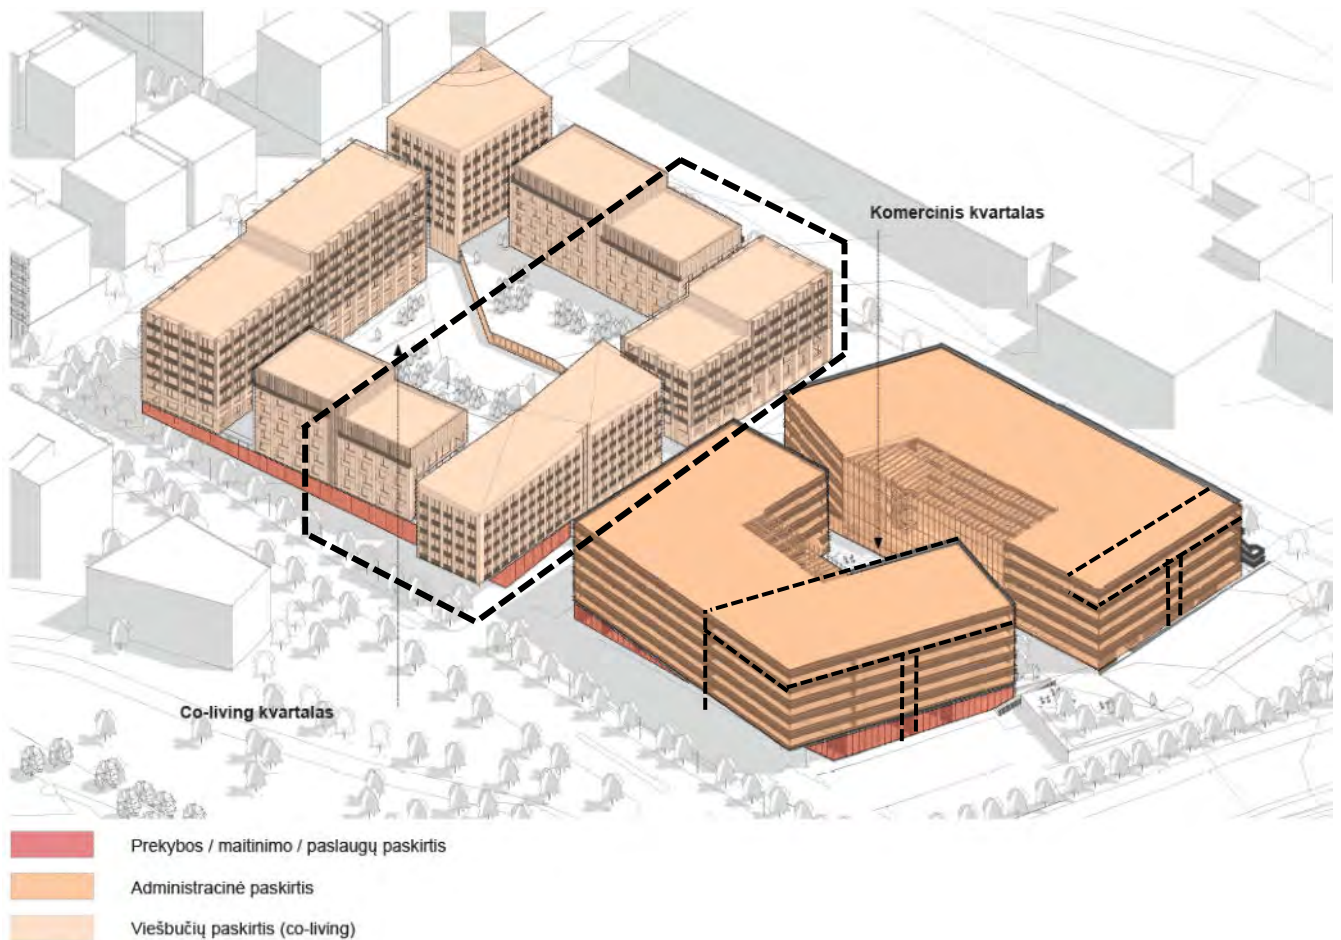 Komercinis kvartalas
Co-living kvartalas
Prekybos / maitinimo / paslaugų paskirtis
Administracinė paskirtis
Viešbučių paskirtis (co-living)